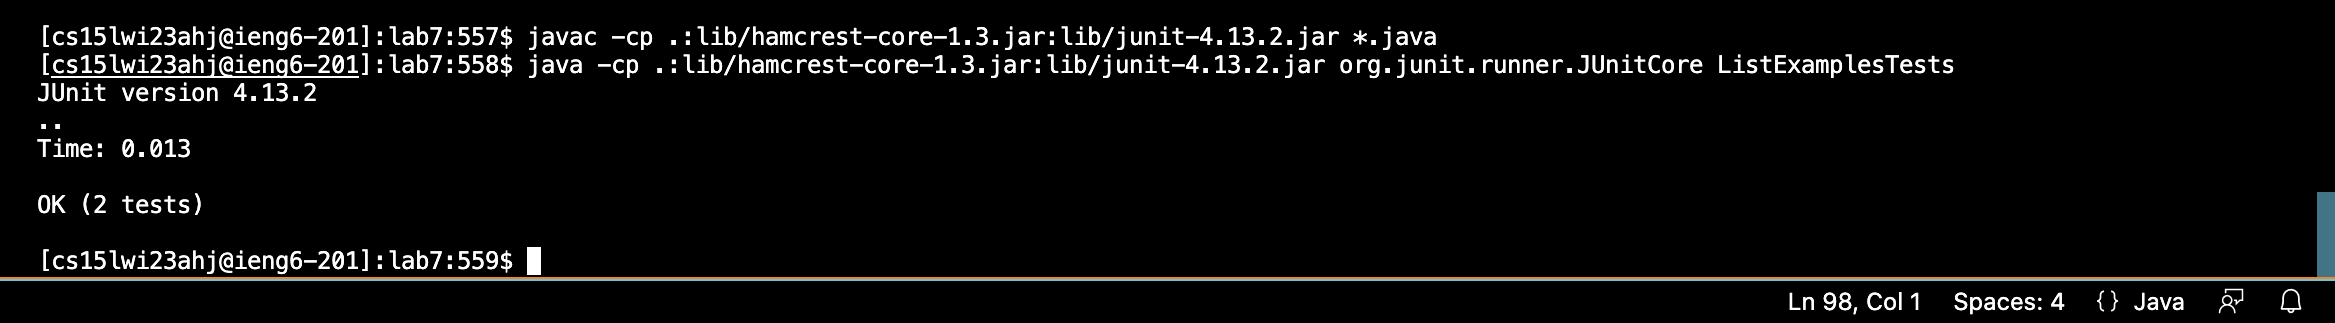 [cs15lwi23ahj@ieng6-201]:lab7:557$ javac -cp .:lib/hamcrest-core-1.3.jar:lib/junit-4.13.2.jar *.java
[cs15lwi23ahj@ieng6-201]:lab7:558$ java -cp .:lib/hamcrest-core-1.3.jar:lib/junit-4.13.2.jar org.junit.runner.JUnitCore ListExamplesTests
JUnit version 4.13.2
..
Time: 0.013
OK (2 tests)
[cs15lwi23ahj@ieng6-201]:lab7:559$
Ln 98, Col 1 Spaces: 4 {} Java